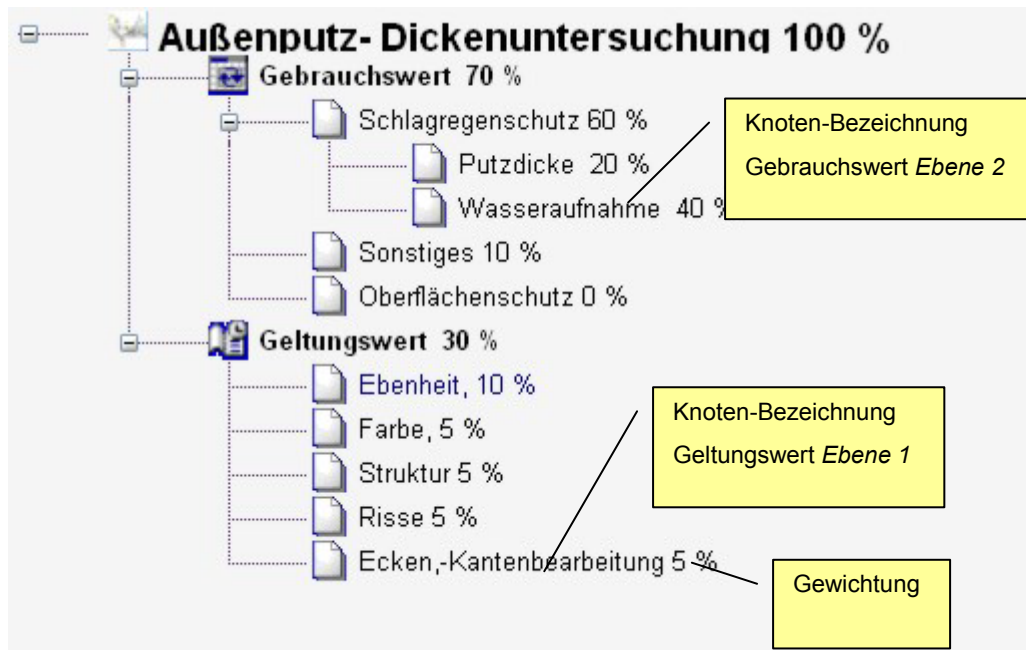 Außenputz- Dickenuntersuchung 100 %
Gebrauchswert 70 %
Schlagregenschutz 60 %
Putzdicke 20 %
Wasseraufnahme 40 %
Sonstiges 10 %
Oberflächenschutz 0 %
Knoten-Bezeichnung
Gebrauchswert Ebene 2
Geltungswert 30 %
Ebenheit, 10 %
Farbe, 5 %
Struktur 5 %
Risse 5 %
Ecken,-Kantenbearbeitung 5 %
Knoten-Bezeichnung
Geltungswert Ebene 1
Gewichtung